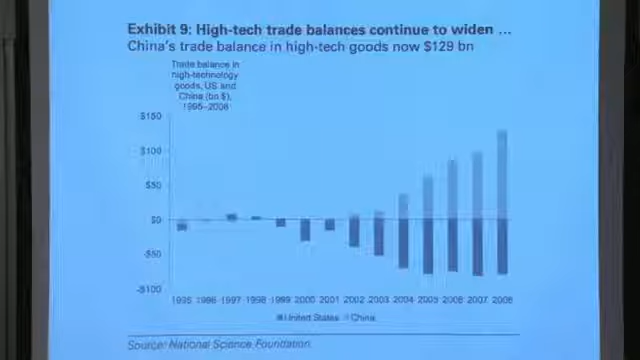 Exhibit 9: High-tech trade balances continue to widen ...
China's trade balance in high-tech goods now $129 bn
Trade balance in
high-technology
goods, US and
China (bn $),
1995-2008
$150
$100
$50
$0
-$50
-$100
1995 1996 1997 1998 1999 2000 2001 2002 2003 2004 2005 2006 2007 2008
United States China
Source: National Science Foundation